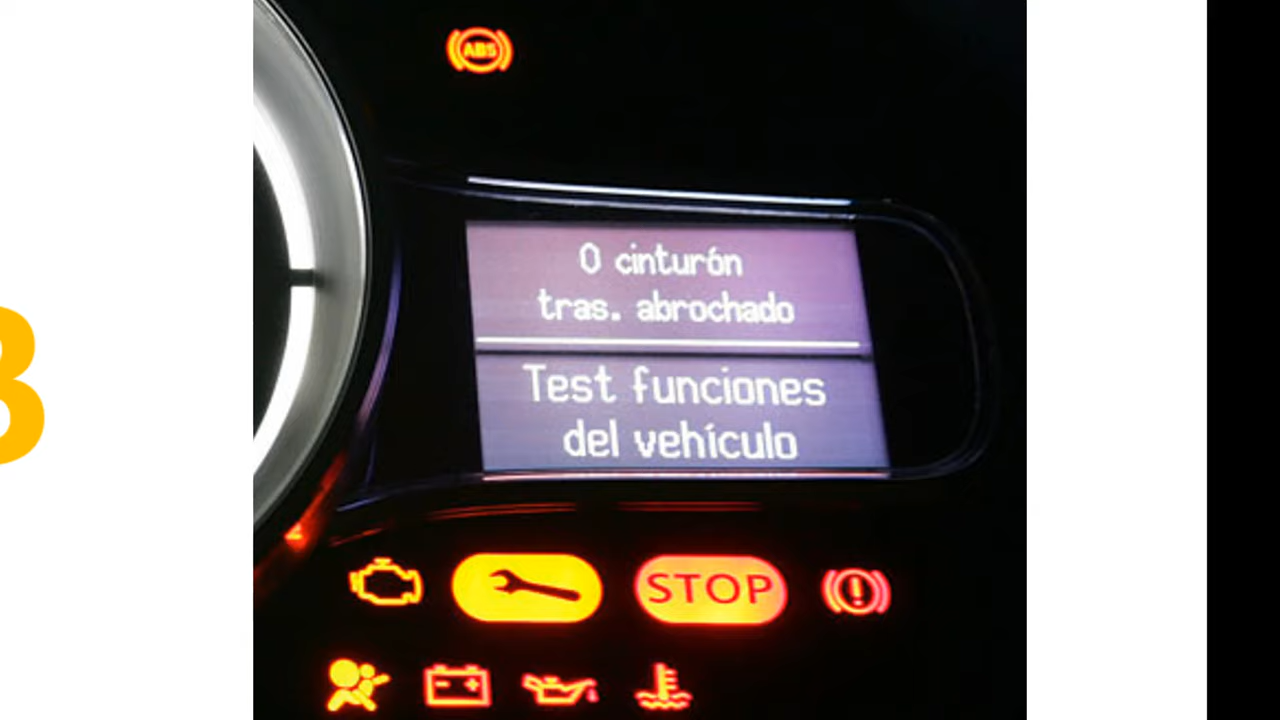 ABS
0 cinturón
tras. abrochado
Test funciones
del vehículo
STOP